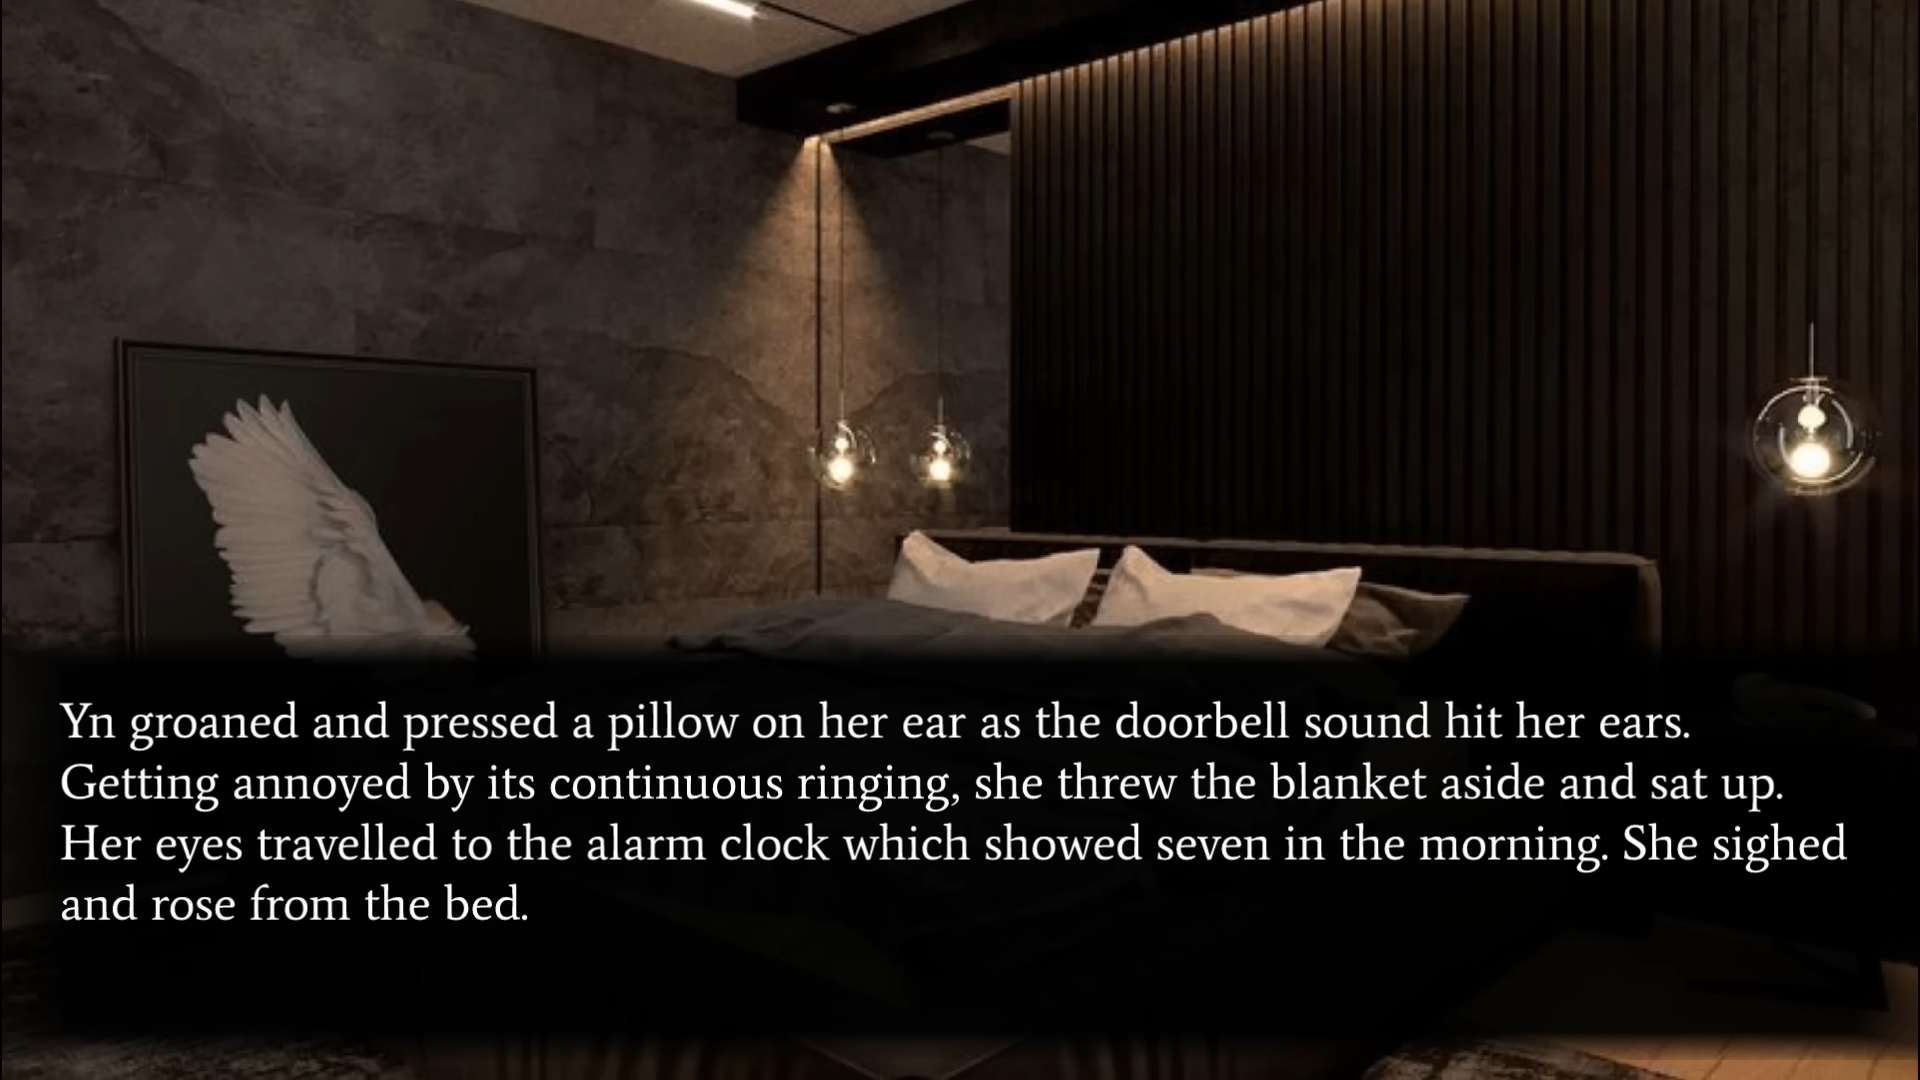 Yn groaned and pressed a pillow on her ear as the doorbell sound hit her ears.
Getting annoyed by its continuous ringing, she threw the blanket aside and sat up.
Her eyes travelled to the alarm clock which showed seven in the morning. She sighed
and rose from the bed.